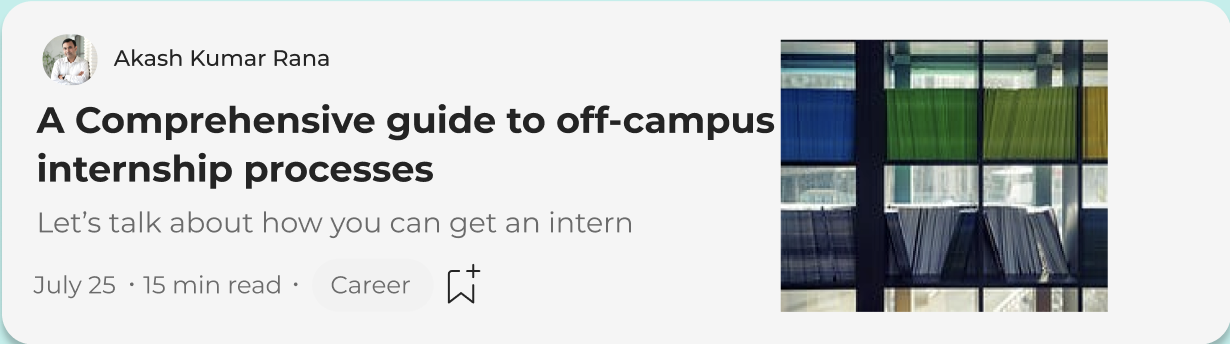 Akash Kumar Rana
A Comprehensive guide to off-campus
internship processes
Let’s talk about how you can get an intern
July 25 · 15 min read · Career